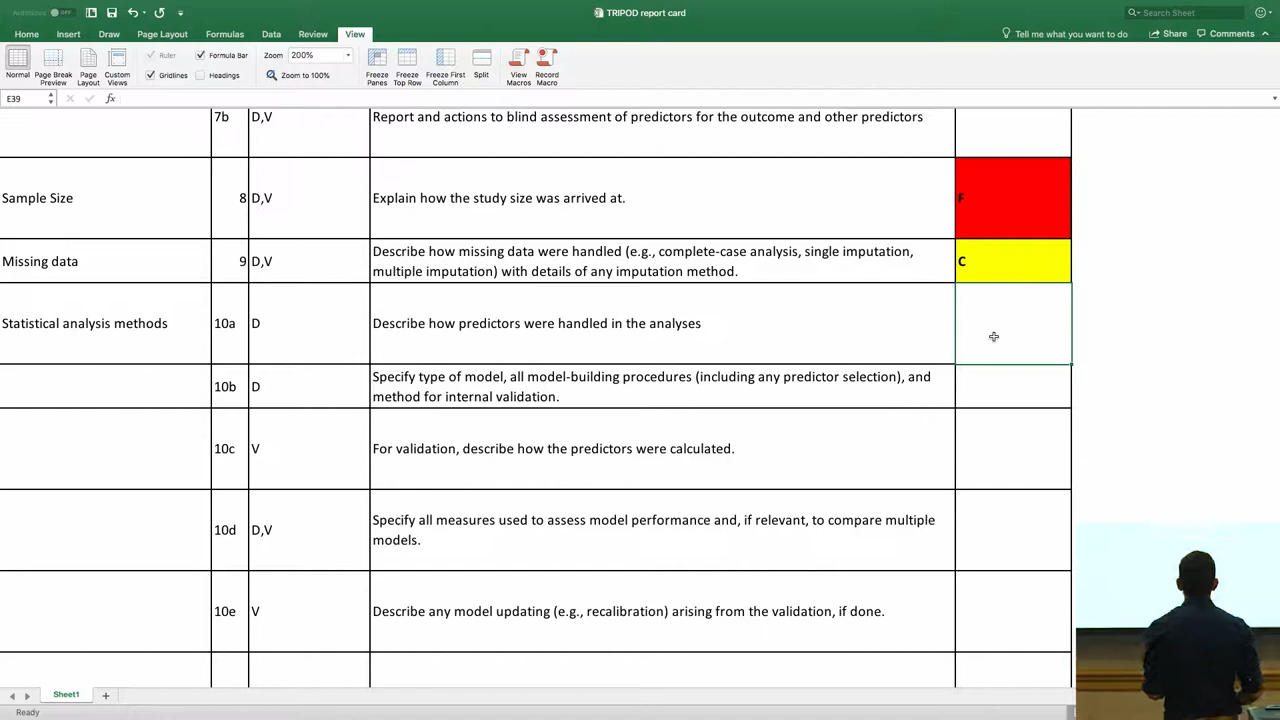 AutoSave OFF
TRIPOD report card
Search Sheet
Home Insert Draw Page Layout Formulas Data Review View
Tell me what you want to do
Share
Comments
Normal
Page Break Preview
Page Layout
Custom Views
Ruler
Formula Bar
Gridlines
Headings
Zoom 200%
Zoom to 100%
Freeze Panes
Freeze Top Row
Freeze First Column
Split
View Macros
Record Macro
E39
fx
7b D,V Report and actions to blind assessment of predictors for the outcome and other predictors
Sample Size 8 D,V Explain how the study size was arrived at. F
Missing data 9 D,V Describe how missing data were handled (e.g., complete-case analysis, single imputation,
multiple imputation) with details of any imputation method. C
Statistical analysis methods 10a D Describe how predictors were handled in the analyses
10b D Specify type of model, all model-building procedures (including any predictor selection), and
method for internal validation.
10c V For validation, describe how the predictors were calculated.
10d D,V Specify all measures used to assess model performance and, if relevant, to compare multiple
models.
10e V Describe any model updating (e.g., recalibration) arising from the validation, if done.
Sheet1
Ready